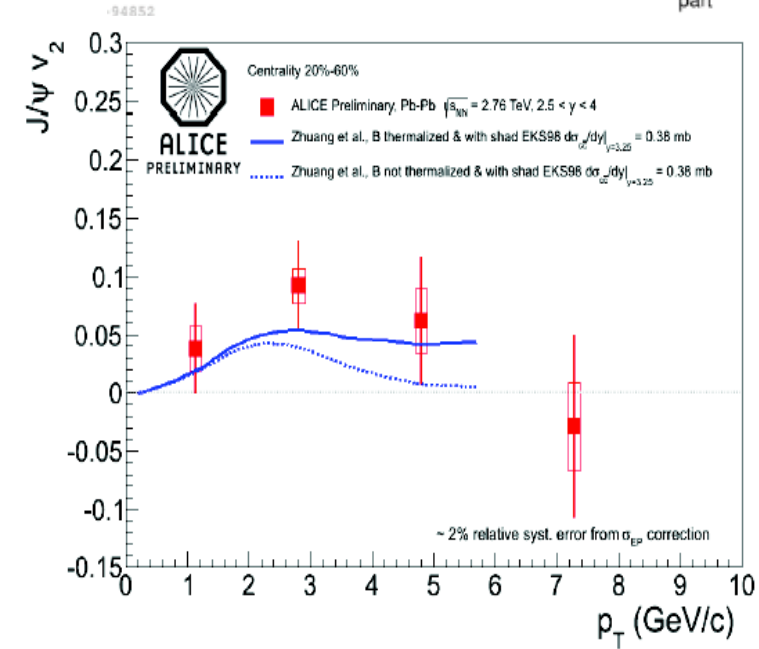 -94852
part
0.3
0.25
0.2
0.15
0.1
0.05
0
-0.05
-0.1
-0.15
J/ψ v2
ALICE
PRELIMINARY
Centrality 20%-60%
ALICE Preliminary, Pb-Pb √sNN = 2.76 TeV, 2.5 < y < 4
Zhuang et al., B thermalized & with shad EKS98 dσcc̄/dy|y=3.25 = 0.38 mb
Zhuang et al., B not thermalized & with shad EKS98 dσcc̄/dy|y=3.25 = 0.38 mb
~ 2% relative syst. error from σEP correction
0 1 2 3 4 5 6 7 8 9 10
pT (GeV/c)